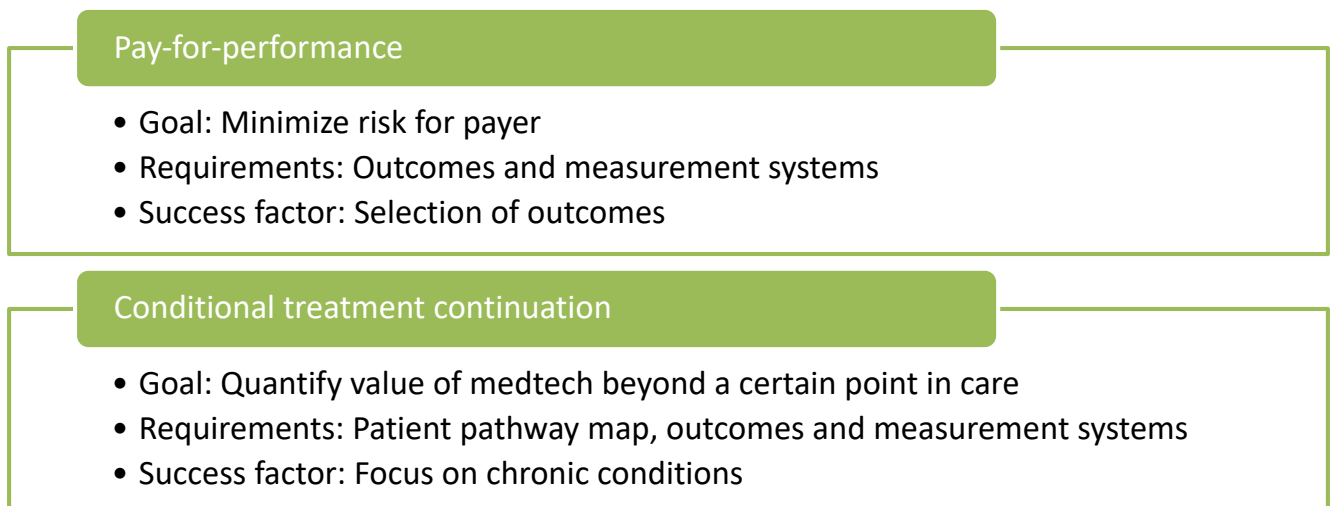 Pay-for-performance
• Goal: Minimize risk for payer
• Requirements: Outcomes and measurement systems
• Success factor: Selection of outcomes
Conditional treatment continuation
• Goal: Quantify value of medtech beyond a certain point in care
• Requirements: Patient pathway map, outcomes and measurement systems
• Success factor: Focus on chronic conditions